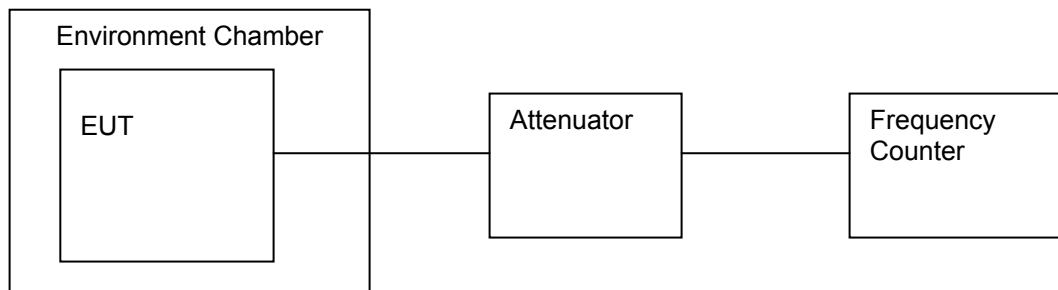 Environment Chamber
EUT
Attenuator
Frequency
Counter